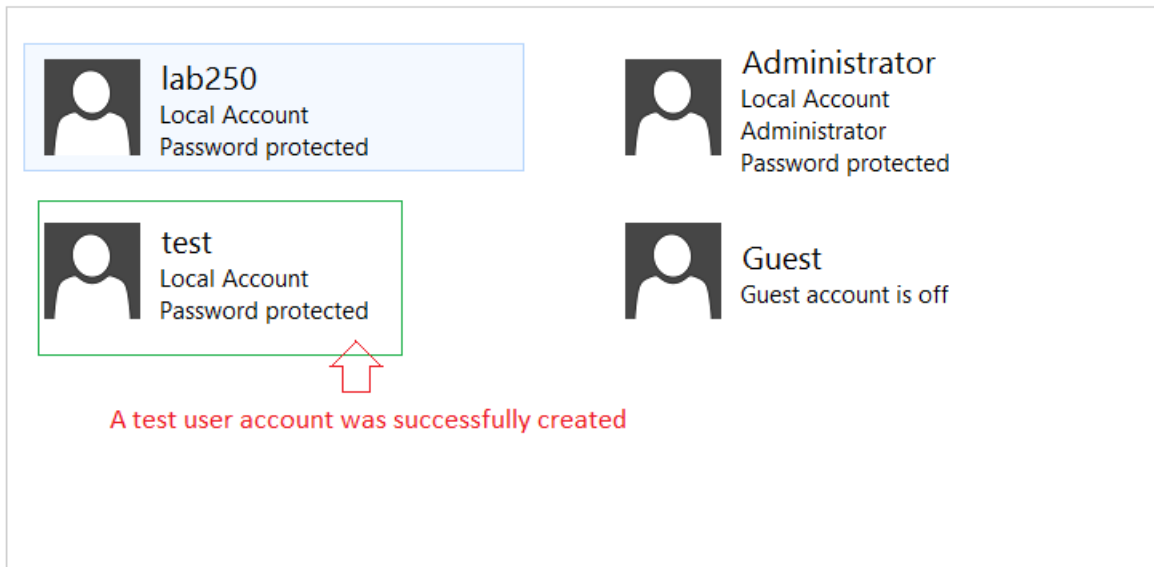 lab250
Local Account
Password protected
Administrator
Local Account
Administrator
Password protected
test
Local Account
Password protected
Guest
Guest account is off
A test user account was successfully created